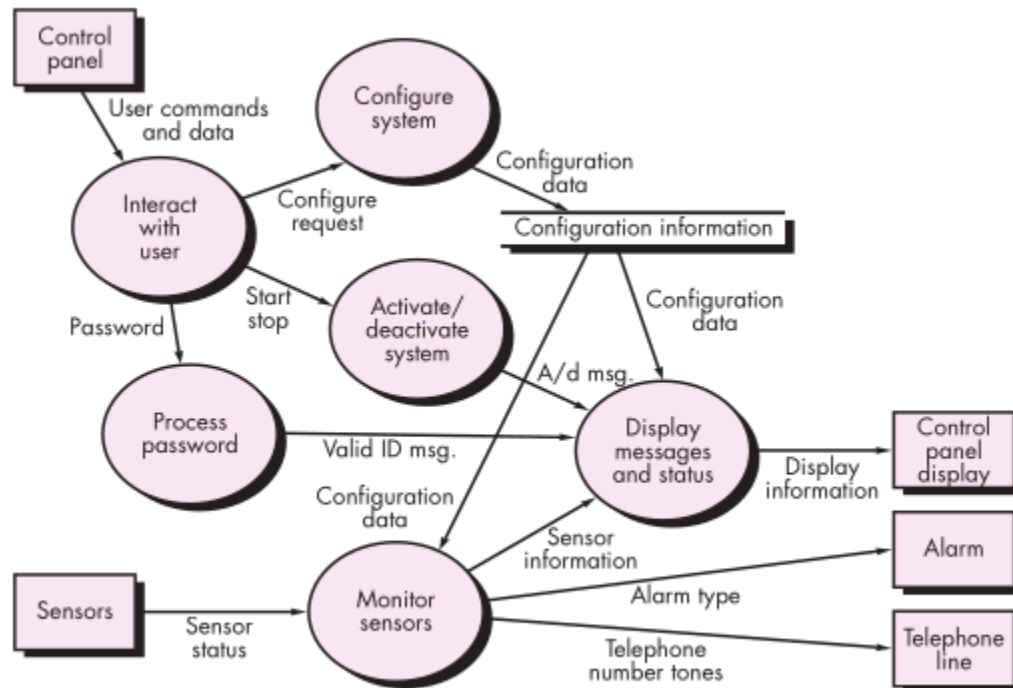 Control
panel
User commands
and data
Configure
system
Configuration
data
Interact
with
user
Configure
request
Configuration information
Start
stop
Activate/
deactivate
system
Configuration
data
Password
A/d msg.
Process
password
Valid ID msg.
Display
messages
and status
Control
panel
display
Display
information
Configuration
data
Sensor
information
Alarm
Sensors
Sensor
status
Monitor
sensors
Alarm type
Telephone
number tones
Telephone
line